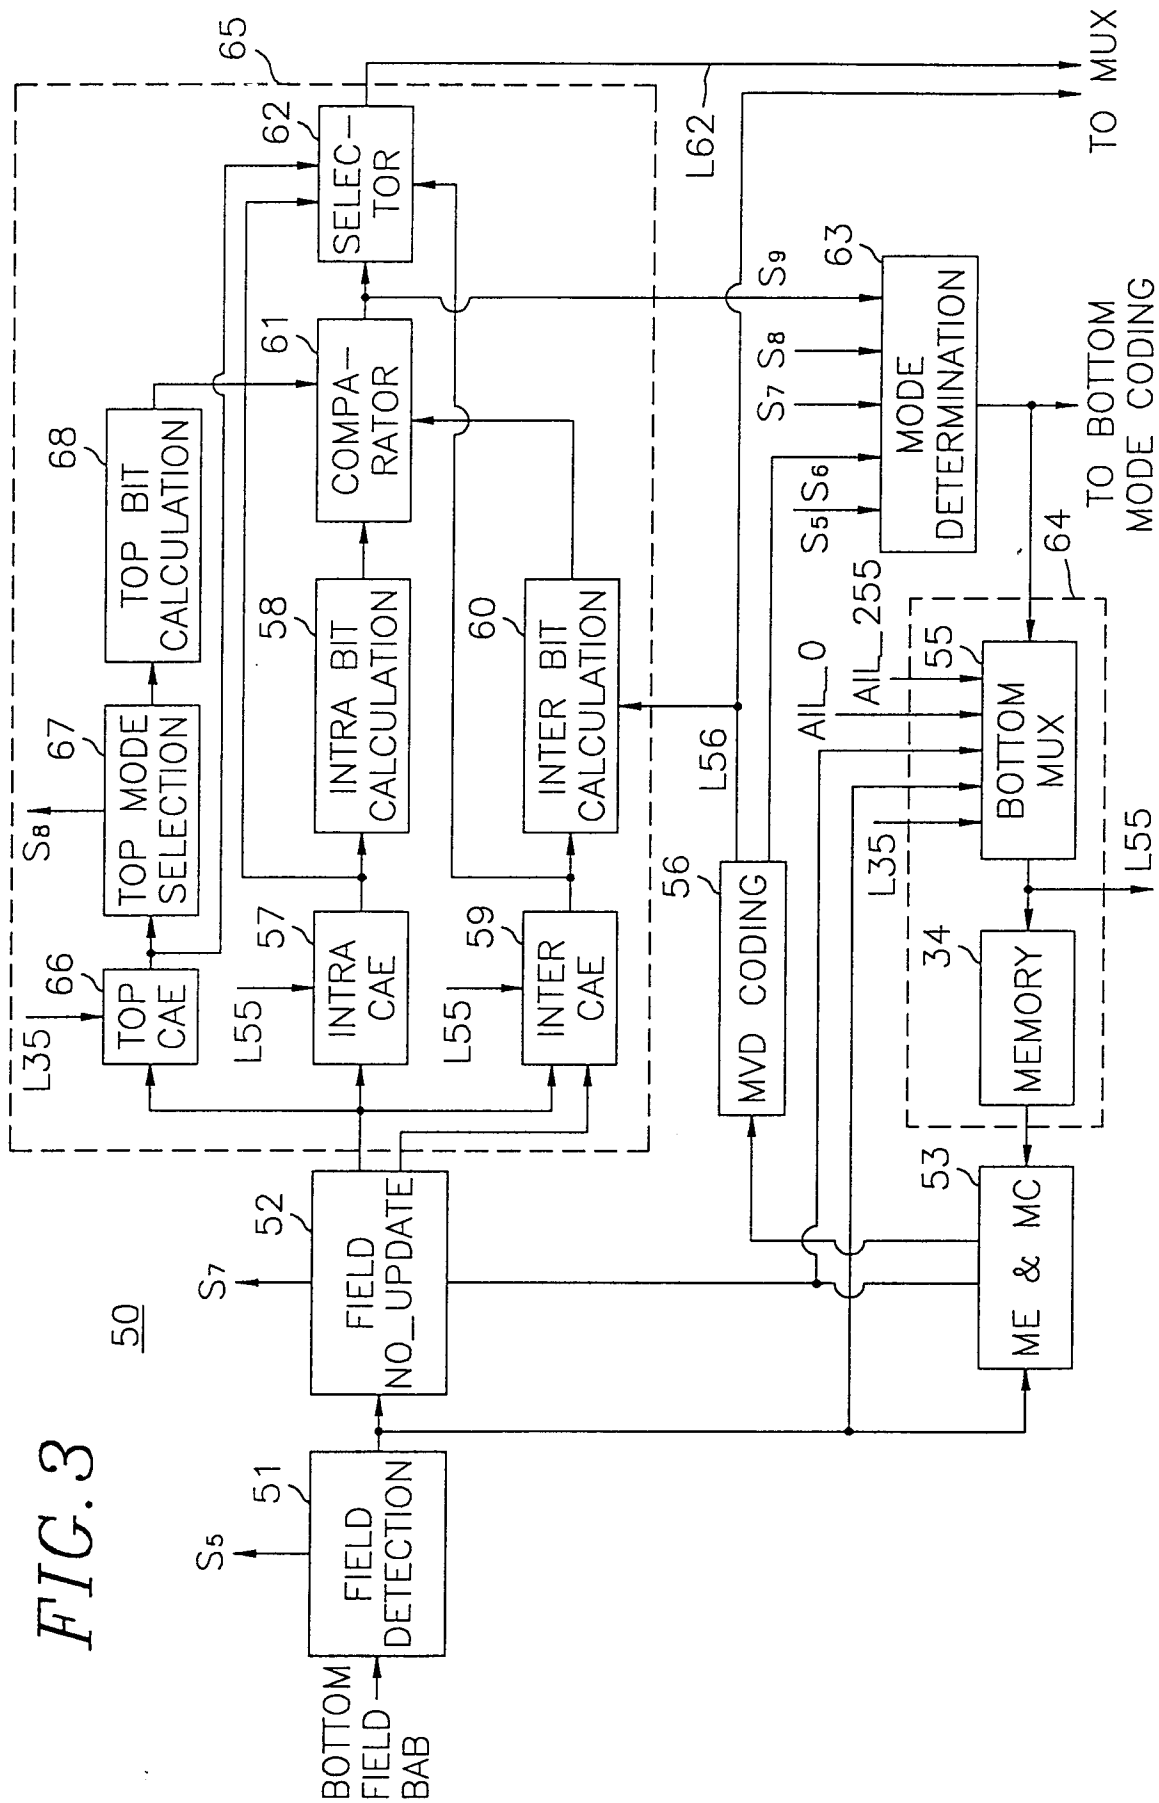 FIG. 3
50
BOTTOM
FIELD
BAB
S5
51
FIELD
DETECTION
S7
52
FIELD
NO_UPDATE
65
L35
66
TOP
CAE
S8
67
TOP MODE
SELECTION
68
TOP BIT
CALCULATION
L55
57
INTRA
CAE
58
INTRA BIT
CALCULATION
61
COMPA-
RATOR
62
SELEC-
TOR
L55
59
INTER
CAE
60
INTER BIT
CALCULATION
L62
56
MVD CODING
L56
S5
S6
S7
S8
S9
63
MODE
DETERMINATION
53
ME & MC
34
MEMORY
L35
AIL_0
AIL_255
55
BOTTOM
MUX
64
L55
TO BOTTOM
MODE CODING
TO MUX